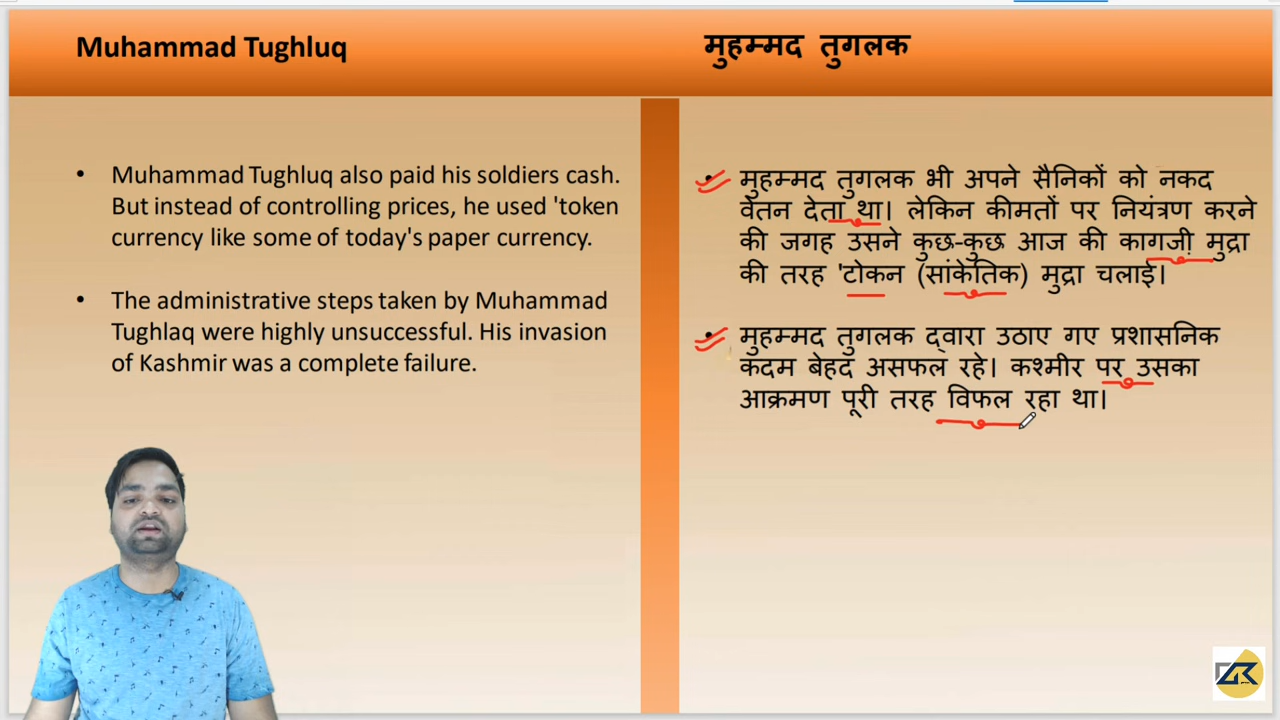 Muhammad Tughluq
मुहम्मद तुगलक
• Muhammad Tughluq also paid his soldiers cash.
But instead of controlling prices, he used 'token
currency like some of today's paper currency.
• The administrative steps taken by Muhammad
Tughlaq were highly unsuccessful. His invasion
of Kashmir was a complete failure.
• मुहम्मद तुगलक भी अपने सैनिकों को नकद
वेतन देता था। लेकिन कीमतों पर नियंत्रण करने
की जगह उसने कुछ-कुछ आज की कागजी़ मुद्रा
की तरह 'टोकन (सांकेतिक) मुद्रा चलाई।
• मुहम्मद तुगलक द्वारा उठाए गए प्रशासनिक
कदम बेहद असफल रहे। कश्मीर पर उसका
आक्रमण पूरी तरह विफल रहा था।